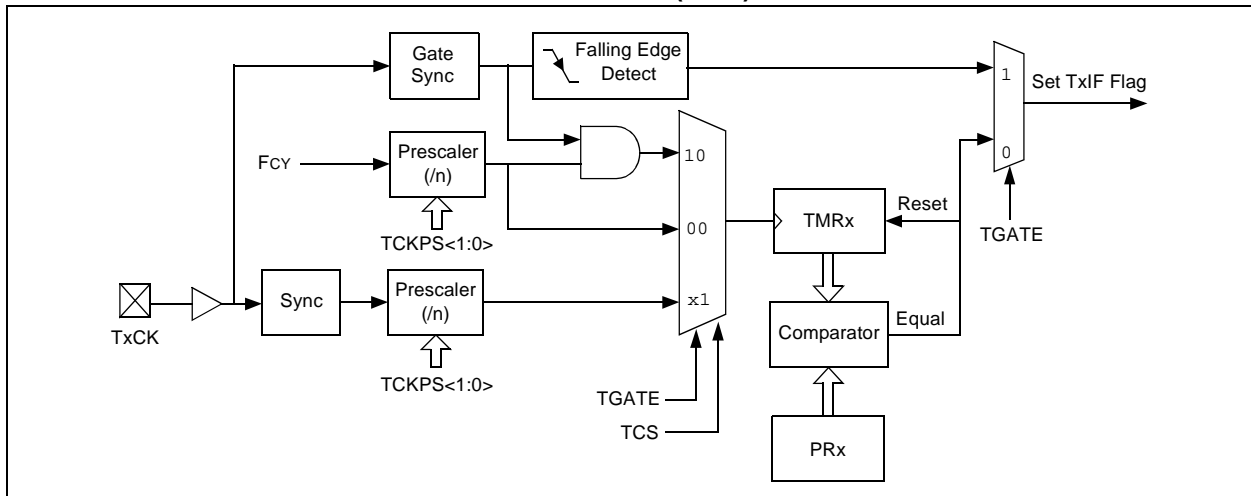 Gate
Sync
Falling Edge
Detect
1
Set TxIF Flag
0
TGATE
FCY
Prescaler
(/n)
TCKPS<1:0>
10
00
x1
TMRx
Reset
TxCK
Sync
Prescaler
(/n)
TCKPS<1:0>
Comparator
Equal
TGATE
TCS
PRx